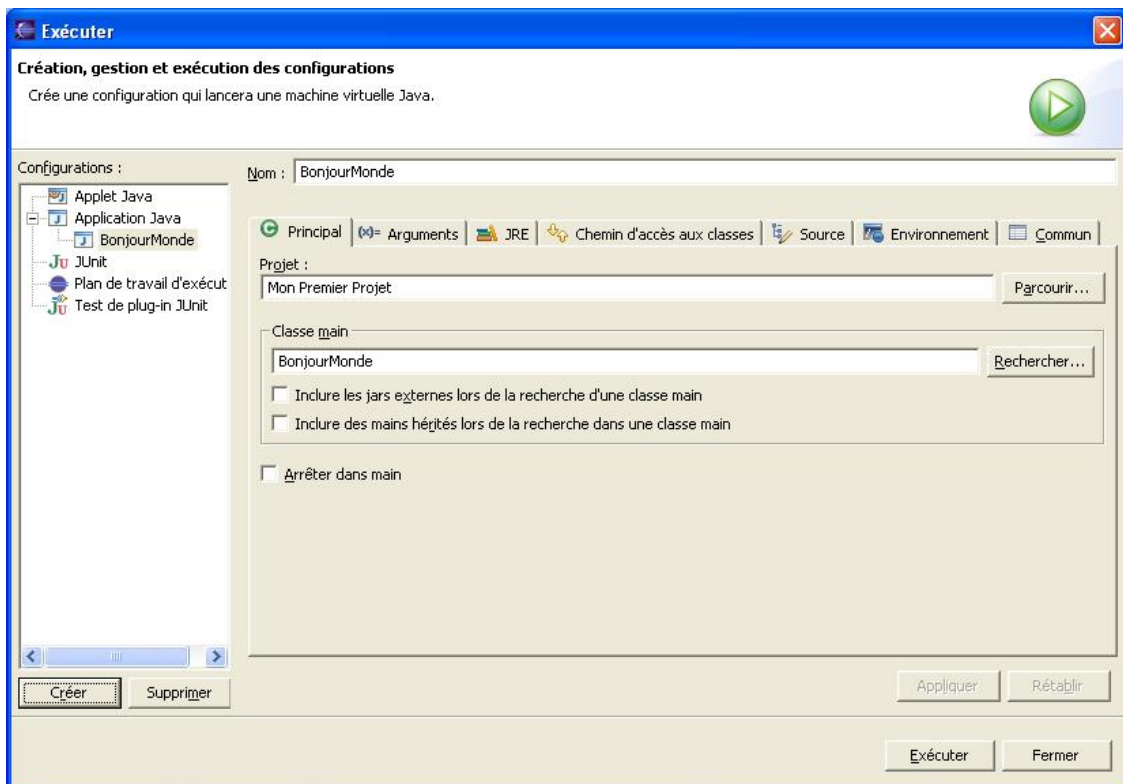 Exécuter
Création, gestion et exécution des configurations
Crée une configuration qui lancera une machine virtuelle Java.
Configurations :
Applet Java
Application Java
BonjourMonde
JUnit
Plan de travail d'exécut
Test de plug-in JUnit
Créer
Supprimer
Nom : BonjourMonde
Principal (x)= Arguments JRE Chemin d'accès aux classes Source Environnement Commun
Projet :
Mon Premier Projet Parcourir...
Classe main
BonjourMonde Rechercher...
Inclure les jars externes lors de la recherche d'une classe main
Inclure des mains hérités lors de la recherche dans une classe main
Arrêter dans main
Appliquer Rétablir
Exécuter Fermer